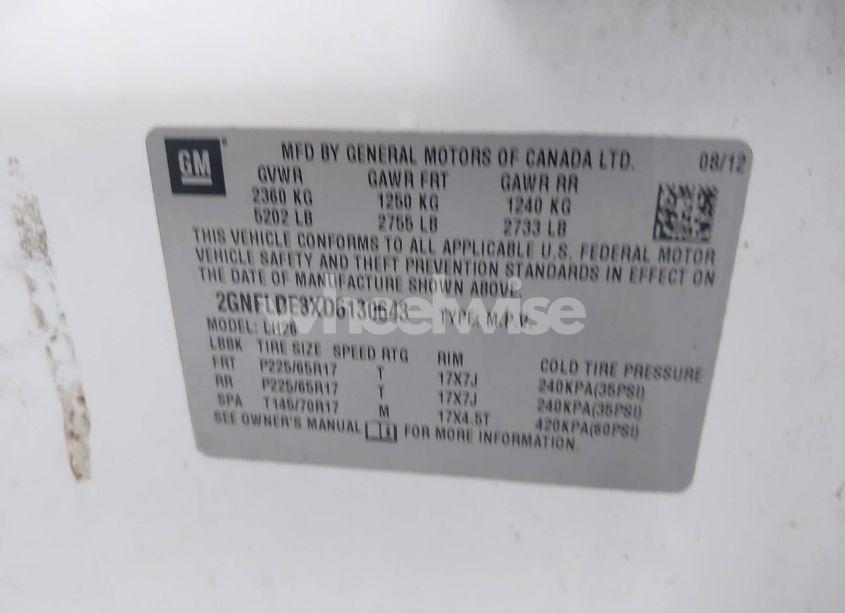 GM MFD BY GENERAL MOTORS OF CANADA LTD. 08/12
GVWR GAWR FRT GAWR RR
2360 KG 1250 KG 1240 KG
5202 LB 2755 LB 2733 LB
THIS VEHICLE CONFORMS TO ALL APPLICABLE U.S. FEDERAL MOTOR
VEHICLE SAFETY AND THEFT PREVENTION STANDARDS IN EFFECT ON
THE DATE OF MANUFACTURE SHOWN ABOVE.
2GNFLDE3XD6130643 TYPE: M.P.V.
wheelwise
MODEL: LH26
LBBK TIRE SIZE SPEED RTG RIM COLD TIRE PRESSURE
FRT P225/65R17 T 17X7J 240KPA(35PSI)
RR P225/65R17 T 17X7J 240KPA(35PSI)
SPA T145/70R17 M 17X4.5T 420KPA(60PSI)
SEE OWNER'S MANUAL FOR MORE INFORMATION.